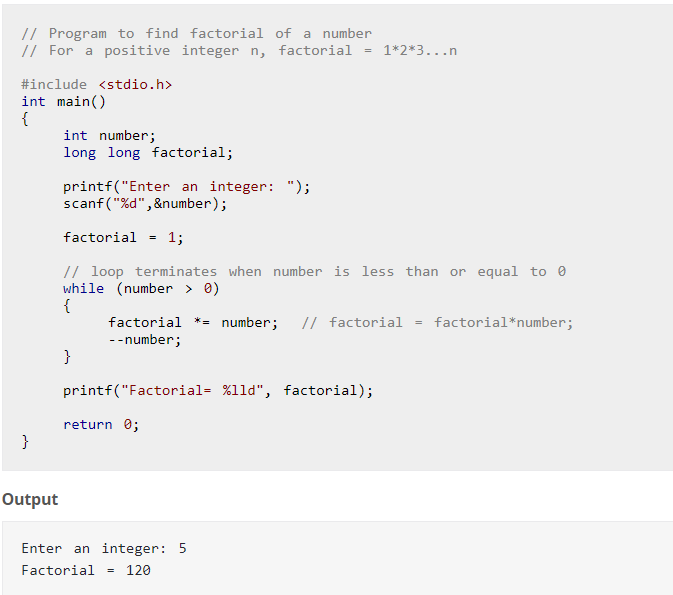 // Program to find factorial of a number
// For a positive integer n, factorial = 1*2*3...n
#include <stdio.h>
int main()
{
int number;
long long factorial;
printf("Enter an integer: ");
scanf("%d",&number);
factorial = 1;
// loop terminates when number is less than or equal to 0
while (number > 0)
{
factorial *= number;  // factorial = factorial*number;
--number;
}
printf("Factorial= %lld", factorial);
return 0;
}
Output
Enter an integer: 5
Factorial = 120